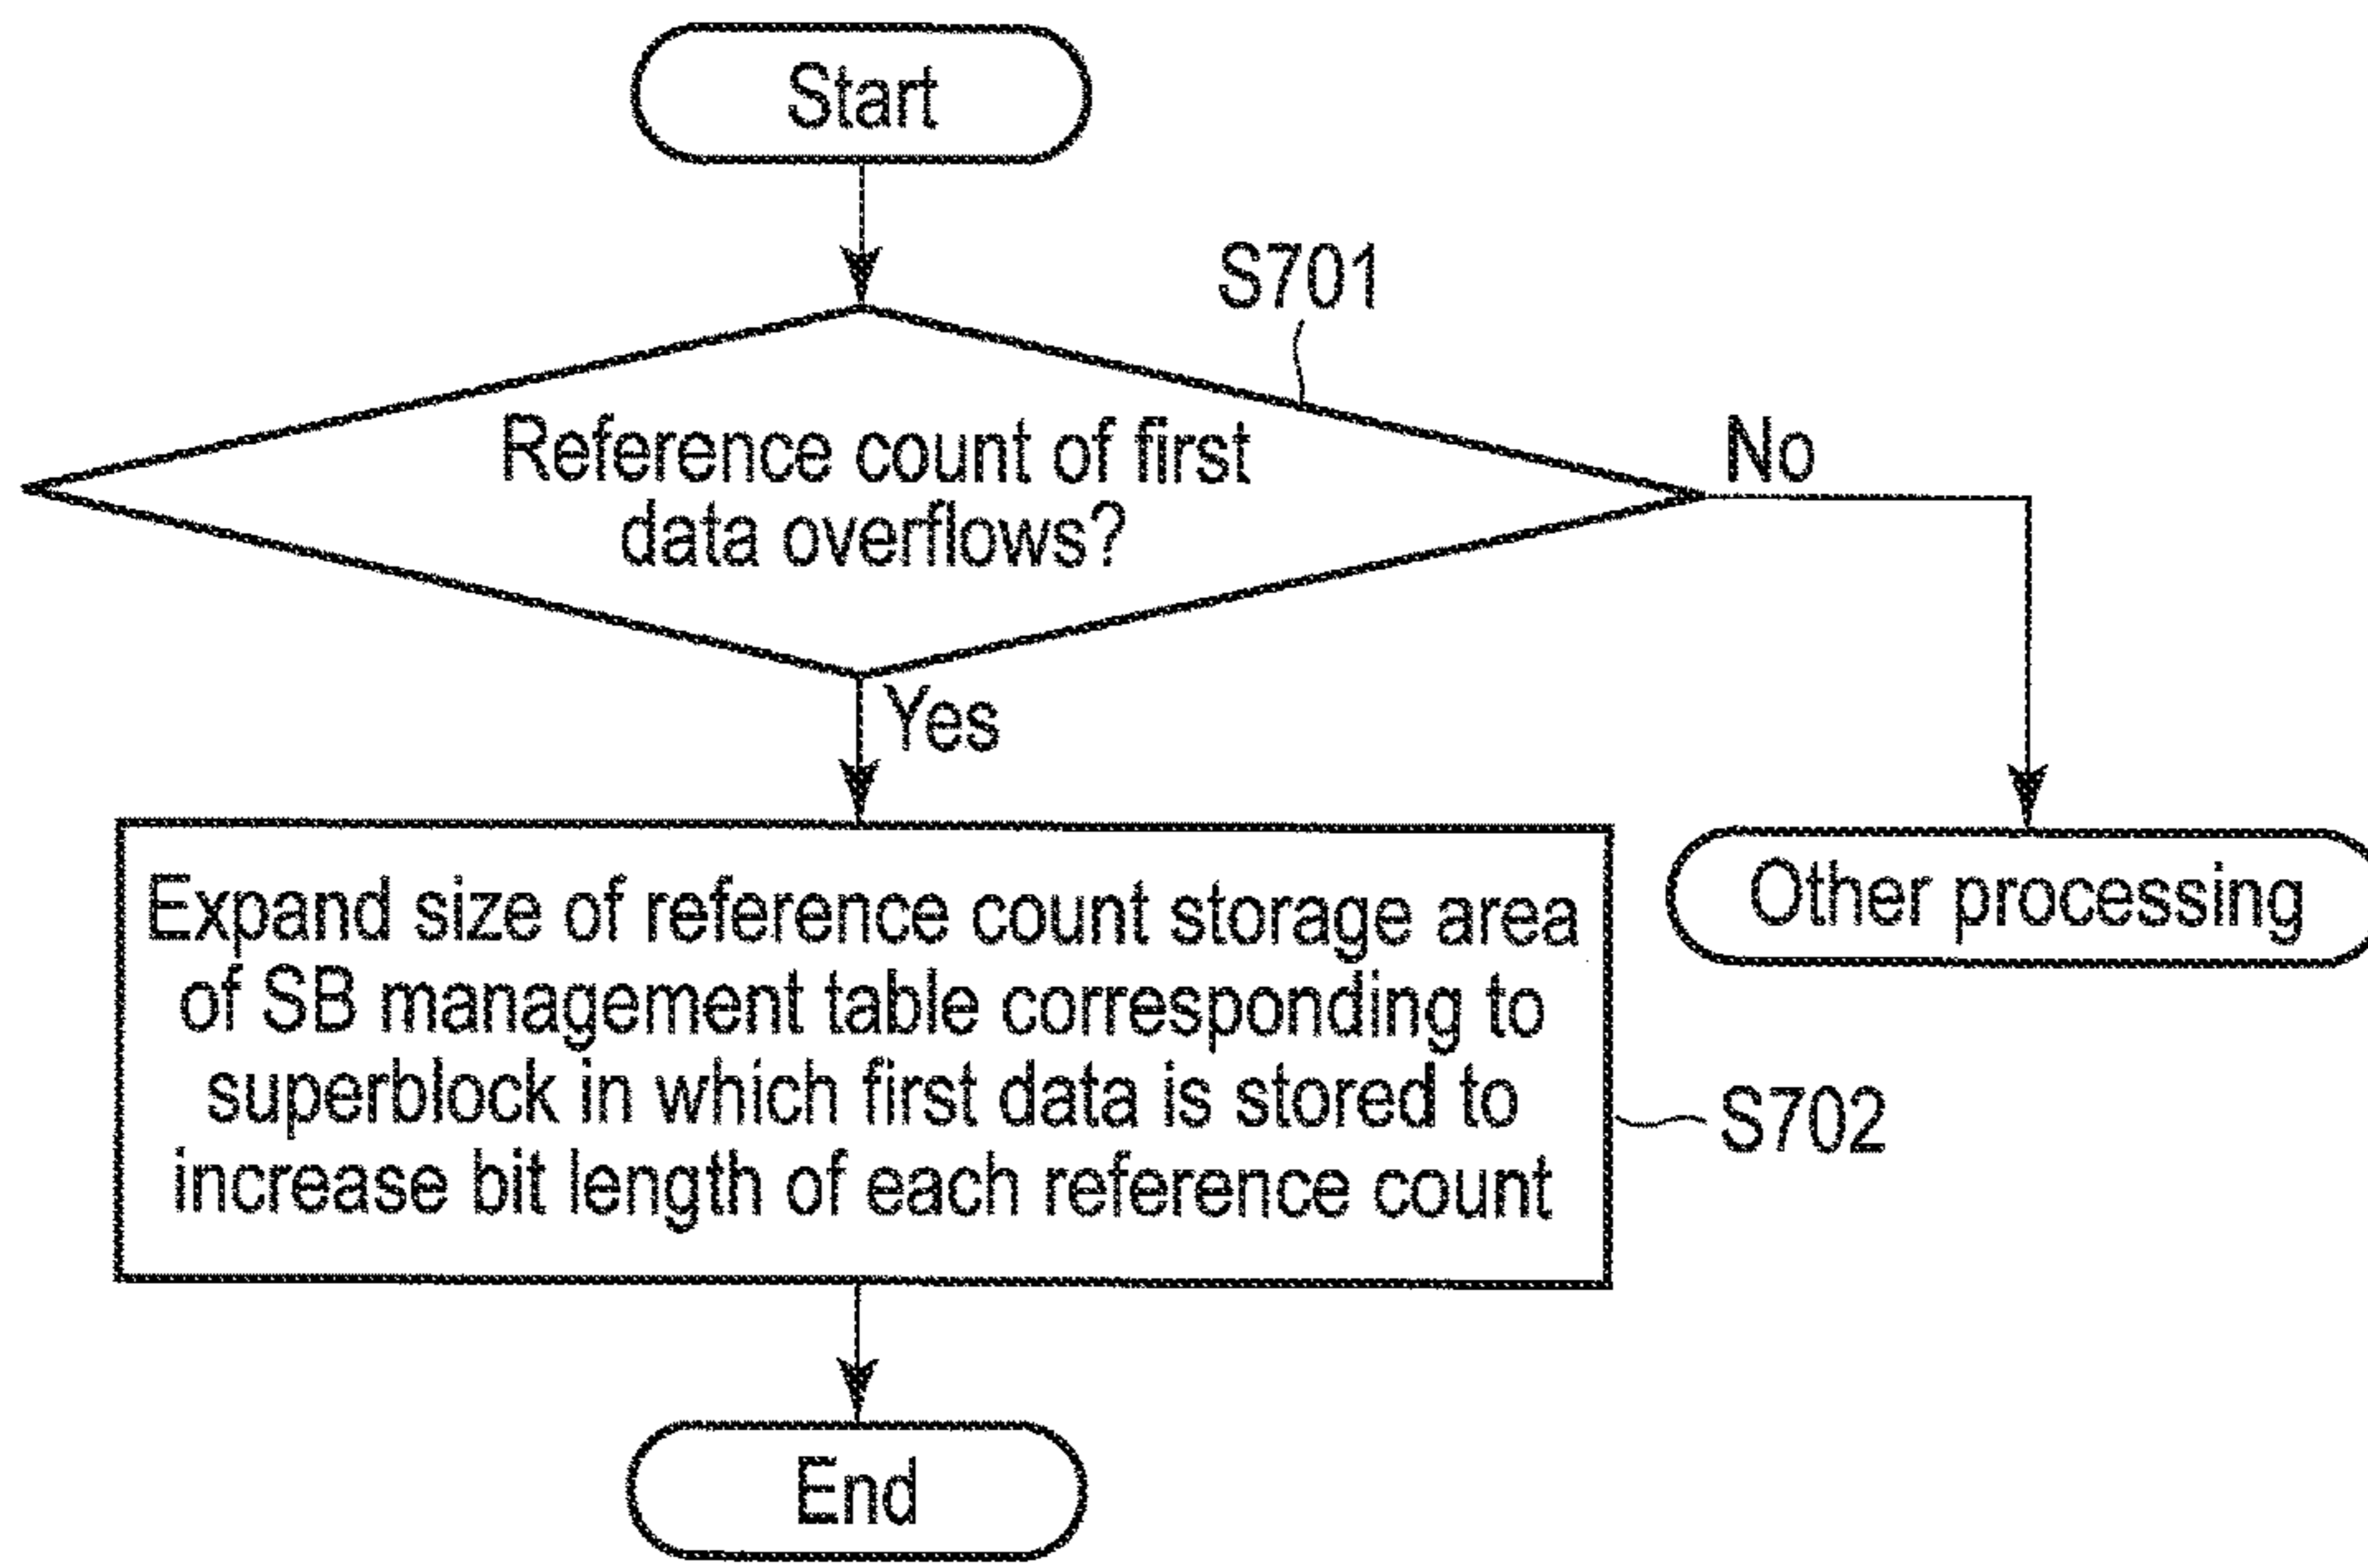 Start
S701
Reference count of first
data overflows?
No
Yes
Expand size of reference count storage area
of SB management table corresponding to
superblock in which first data is stored to
increase bit length of each reference count
Other processing
S702
End